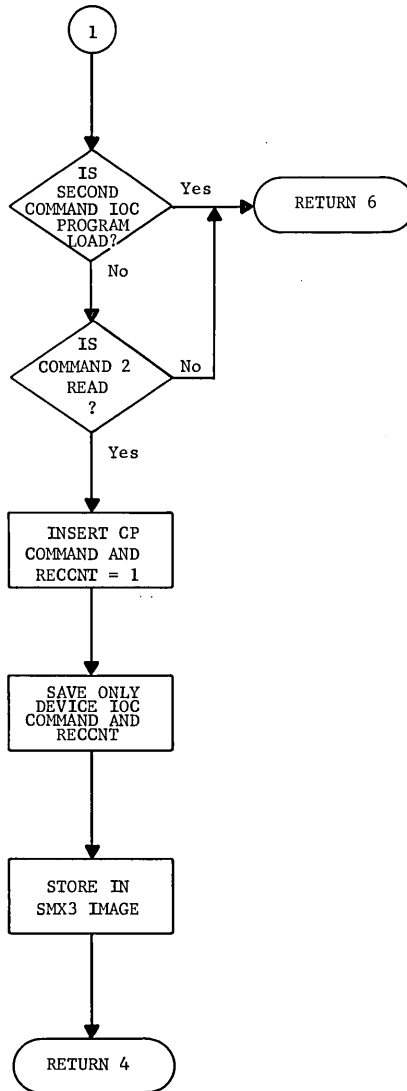 1
IS
SECOND
COMMAND IOC
PROGRAM
LOAD?
Yes
RETURN 6
No
IS
COMMAND 2
READ
?
No
Yes
INSERT CP
COMMAND AND
RECCNT = 1
SAVE ONLY
DEVICE IOC
COMMAND AND
RECCNT
STORE IN
SMX3 IMAGE
RETURN 4